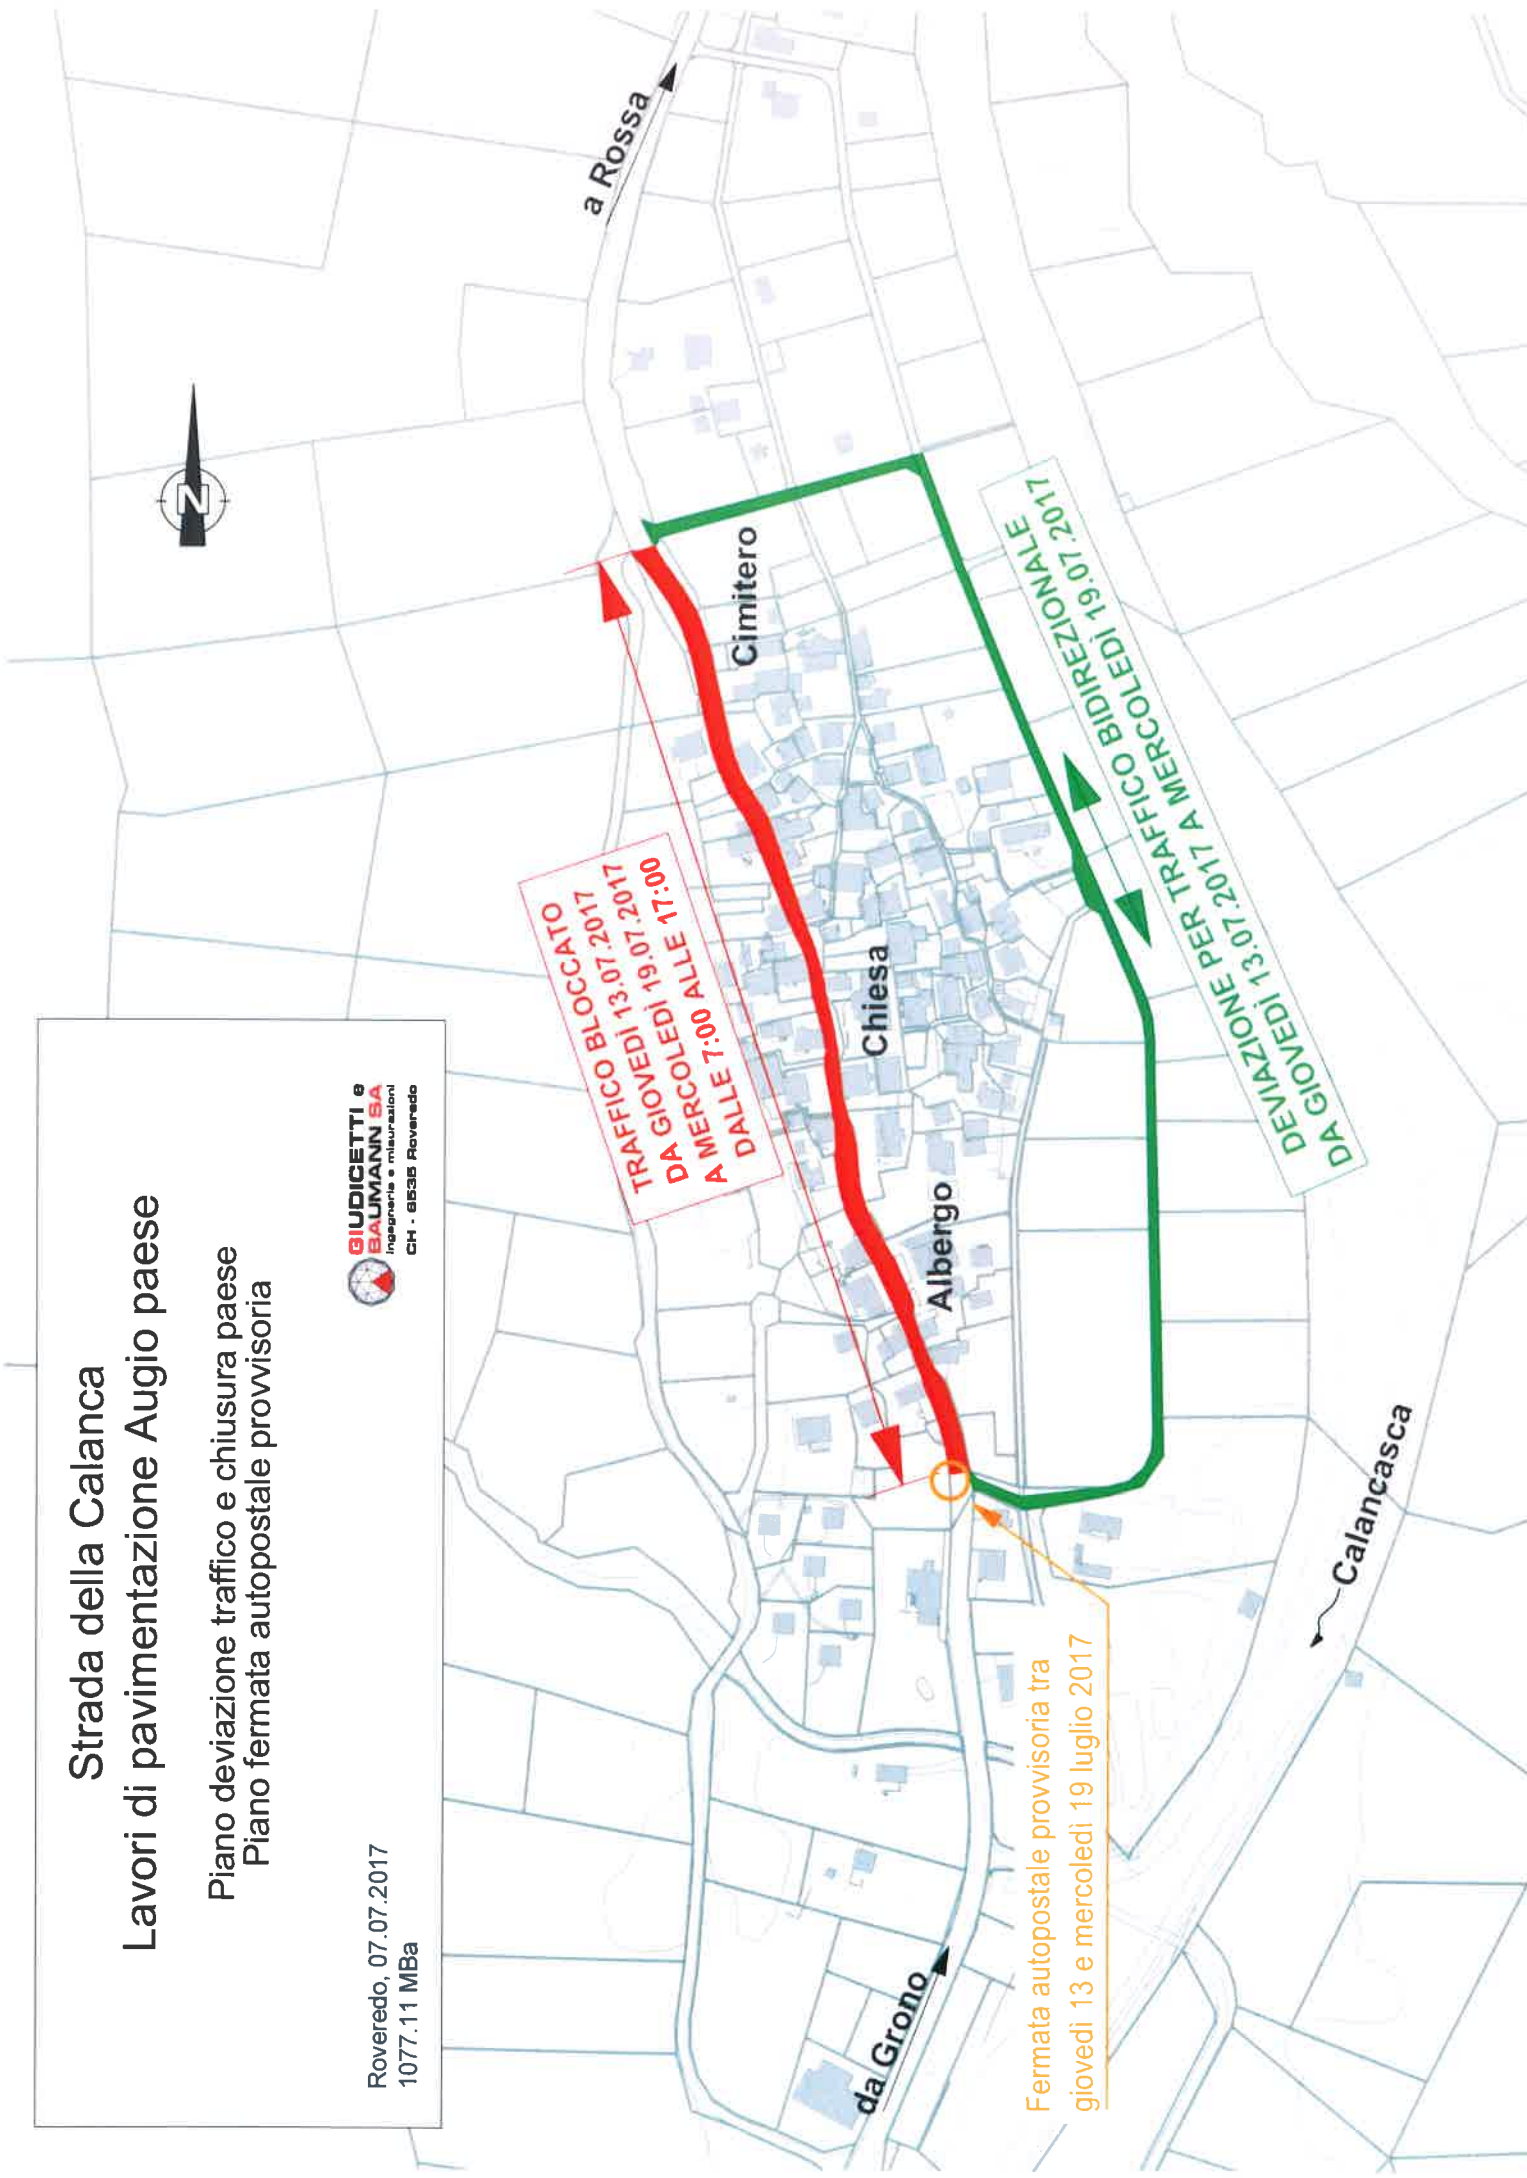 Strada della Calanca
Lavori di pavimentazione Augio paese
Piano deviazione traffico e chiusura paese
Piano fermata autopostale provvisoria
Roveredo, 07.07.2017
1077.11 MBa
GIUDICETTI e
BAUMANN SA
ingegneria e misurazioni
CH - 6535 Roveredo
N
a Rossa
TRAFFICO BLOCCATO
DA GIOVEDÌ 13.07.2017
A MERCOLEDÌ 19.07.2017
DALLE 7:00 ALLE 17:00
Cimitero
Chiesa
Albergo
DEVIAZIONE PER TRAFFICO BIDIREZIONALE
DA GIOVEDÌ 13.07.2017 A MERCOLEDÌ 19.07.2017
da Grono
Fermata autopostale provvisoria tra
giovedì 13 e mercoledì 19 luglio 2017
Calancasca